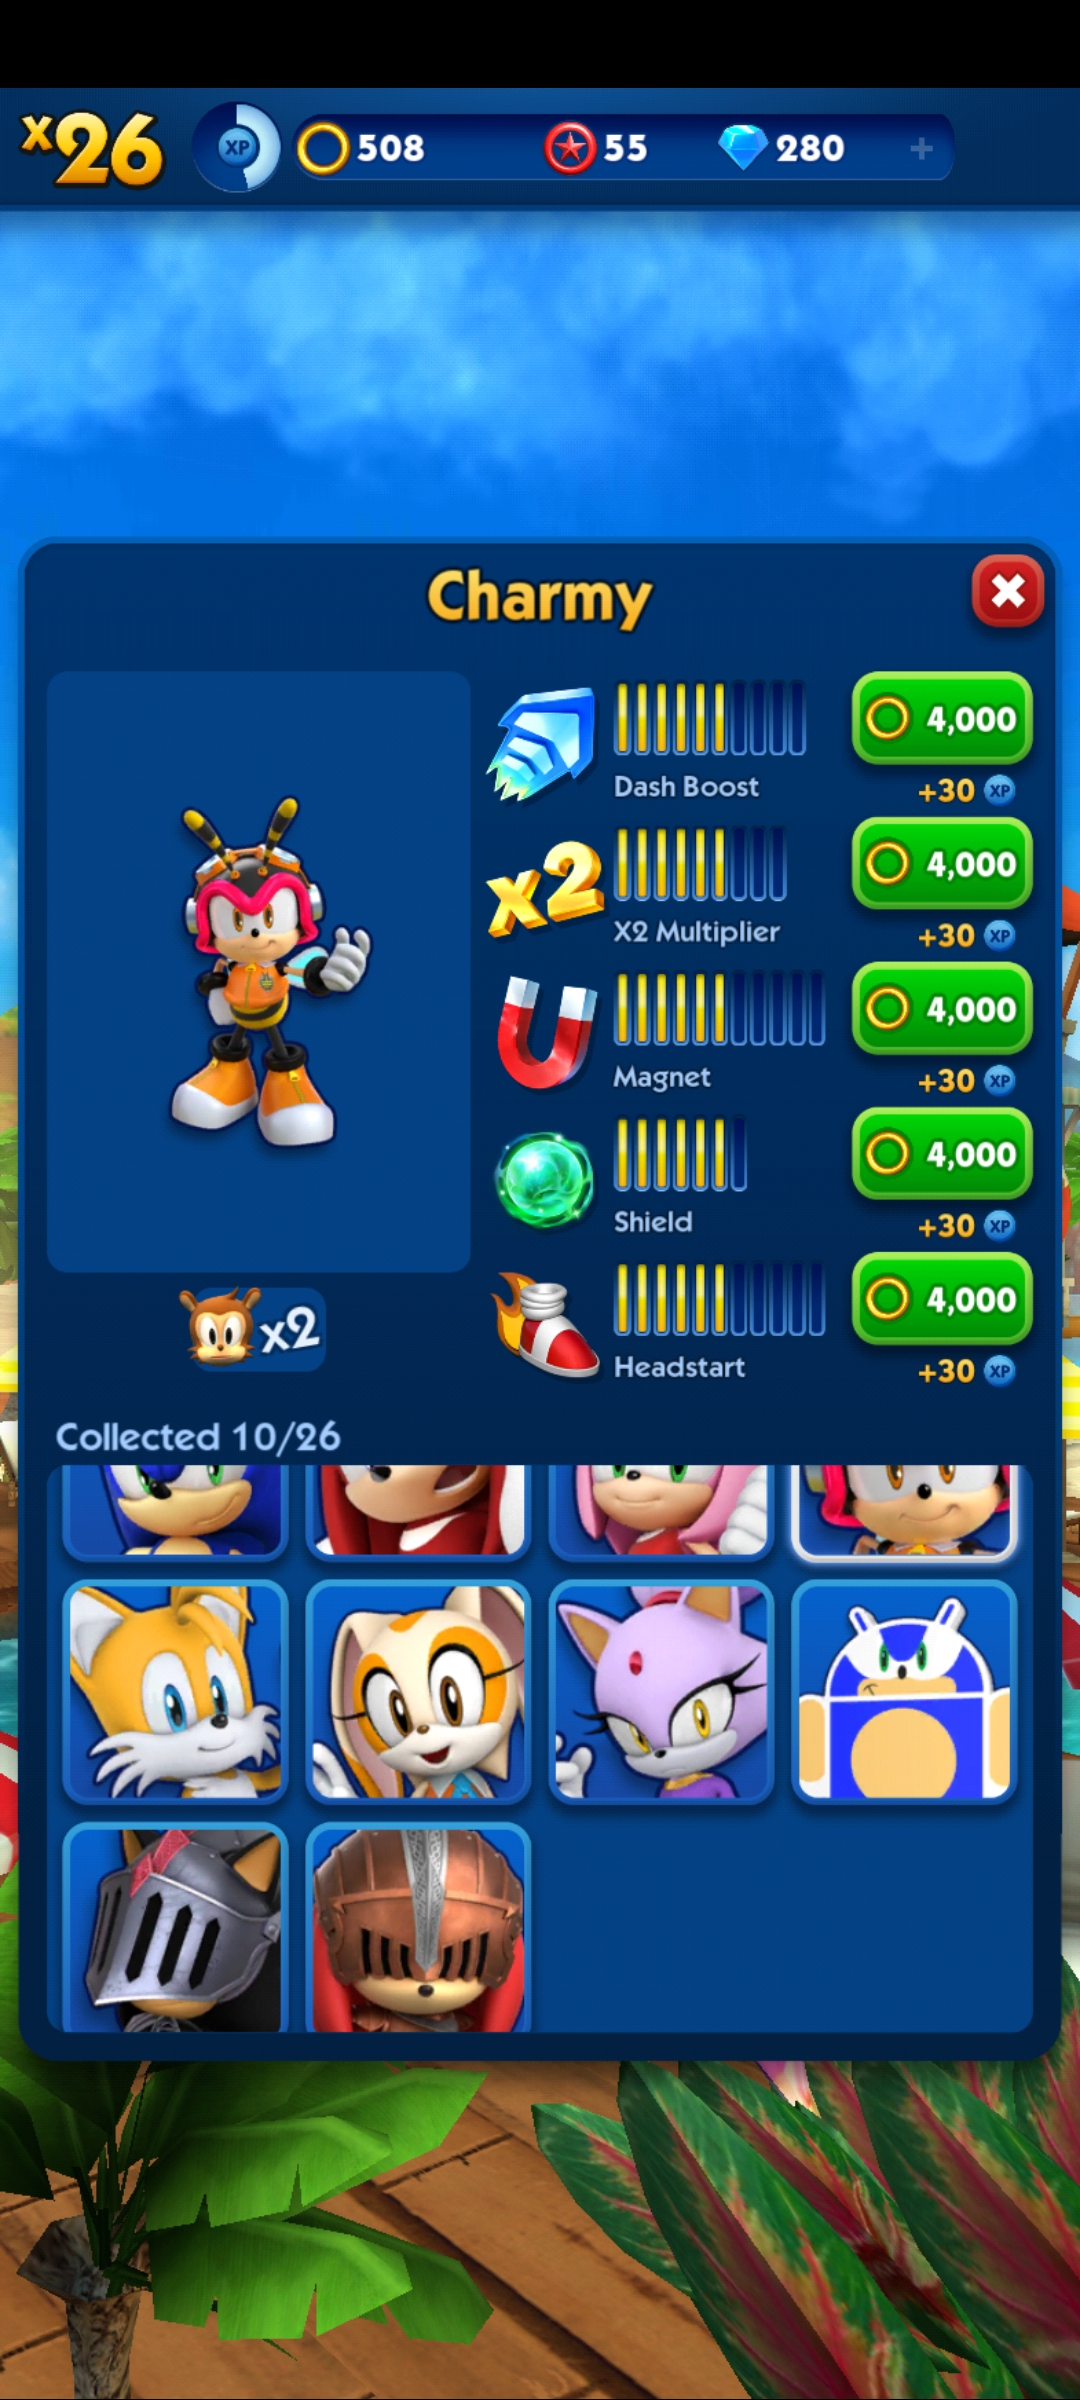 x26
XP
508
55
280
+
Charmy
4,000
Dash Boost
+30 XP
x2
4,000
X2 Multiplier
+30 XP
4,000
Magnet
+30 XP
4,000
Shield
+30 XP
x2
4,000
Headstart
+30 XP
Collected 10/26